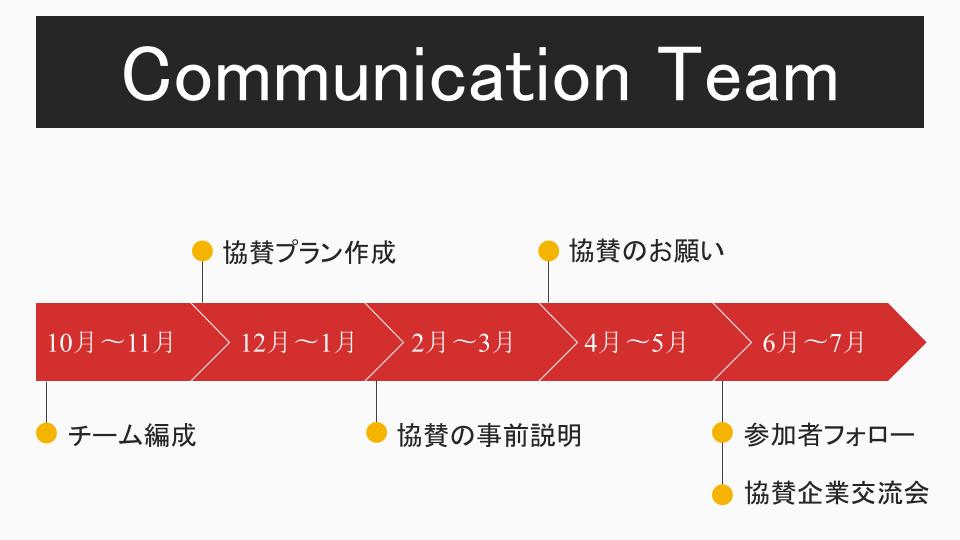 Communication Team
協賛プラン作成
協賛のお願い
10月～11月
12月～1月
2月～3月
4月～5月
6月～7月
チーム編成
協賛の事前説明
参加者フォロー
協賛企業交流会